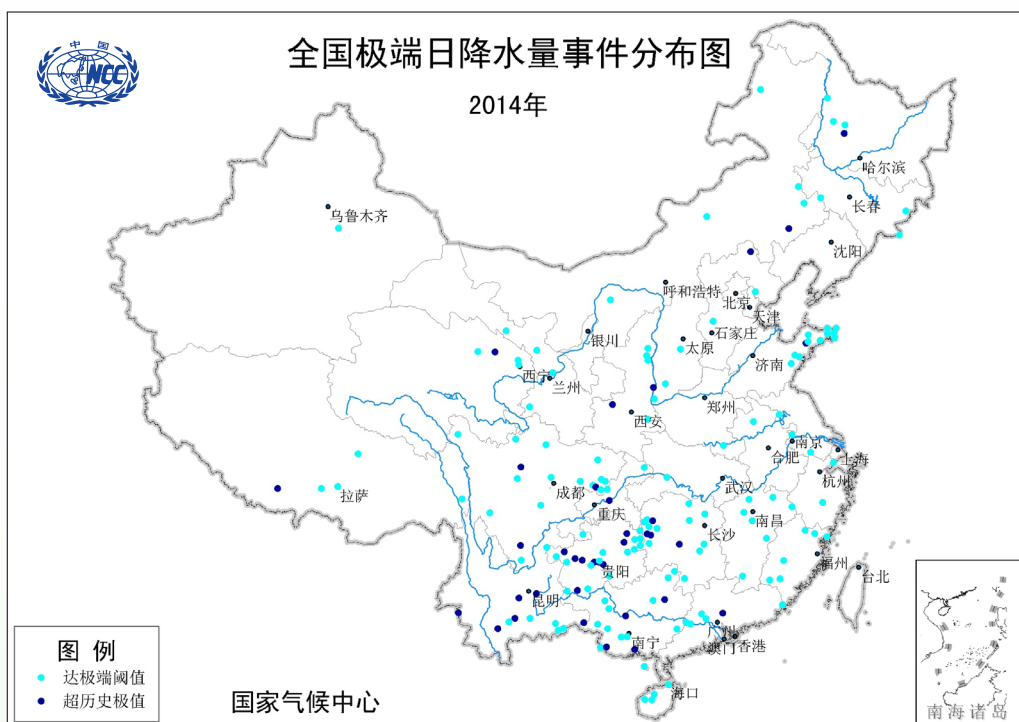 中国
NCC
全国极端日降水量事件分布图
2014年
哈尔滨
乌鲁木齐
长春
沈阳
呼和浩特
北京
天津
银川
石家庄
太原
西宁
济南
兰州
郑州
西安
南京
合肥
上海
成都
武汉
杭州
拉萨
重庆
南昌
长沙
福州
贵阳
台北
昆明
广州
南宁
澳门
香港
海口
图例
达极端阈值
超历史极值
国家气候中心
南海诸岛